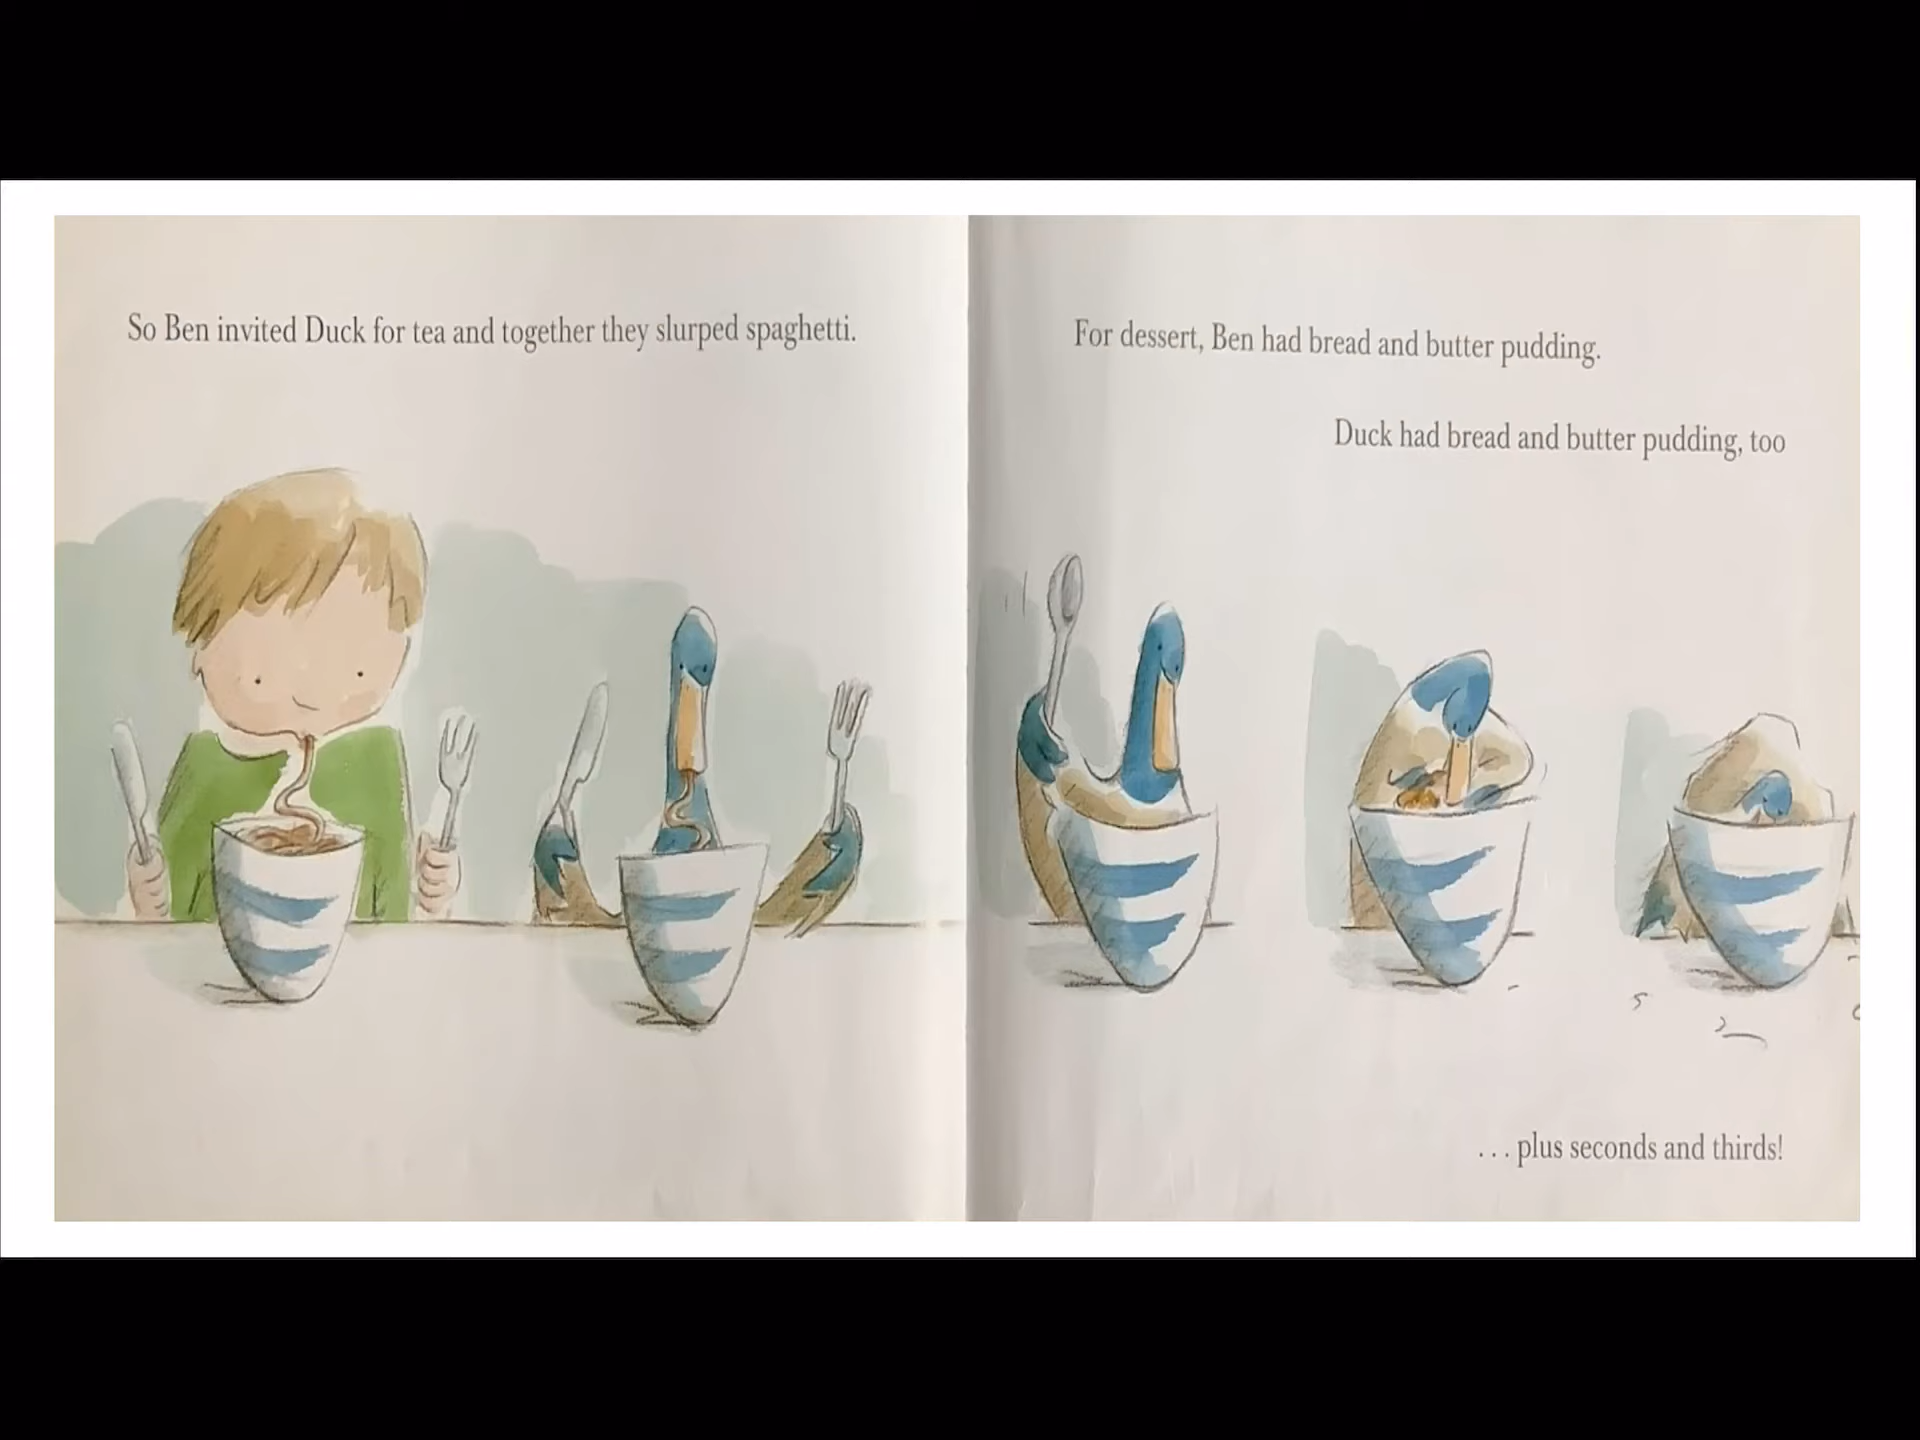 So Ben invited Duck for tea and together they slurped spaghetti.
For dessert, Ben had bread and butter pudding.
Duck had bread and butter pudding, too
. . . plus seconds and thirds!